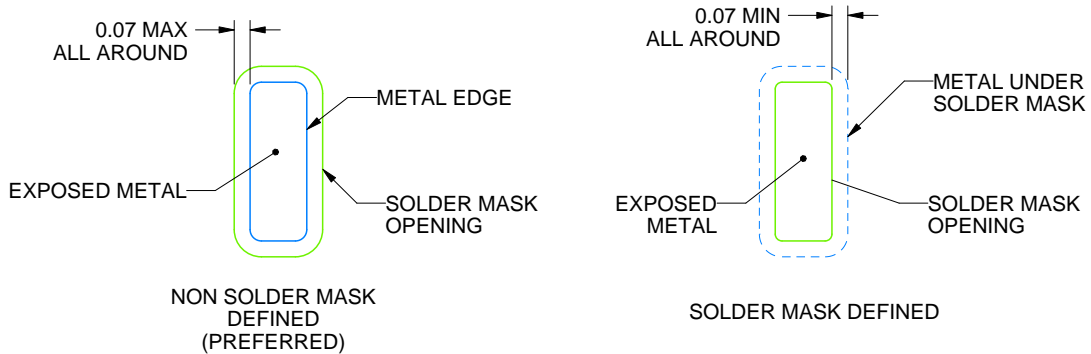 0.07 MAX
ALL AROUND
METAL EDGE
EXPOSED METAL
SOLDER MASK
OPENING
NON SOLDER MASK
DEFINED
(PREFERRED)
0.07 MIN
ALL AROUND
METAL UNDER
SOLDER MASK
EXPOSED
METAL
SOLDER MASK
OPENING
SOLDER MASK DEFINED